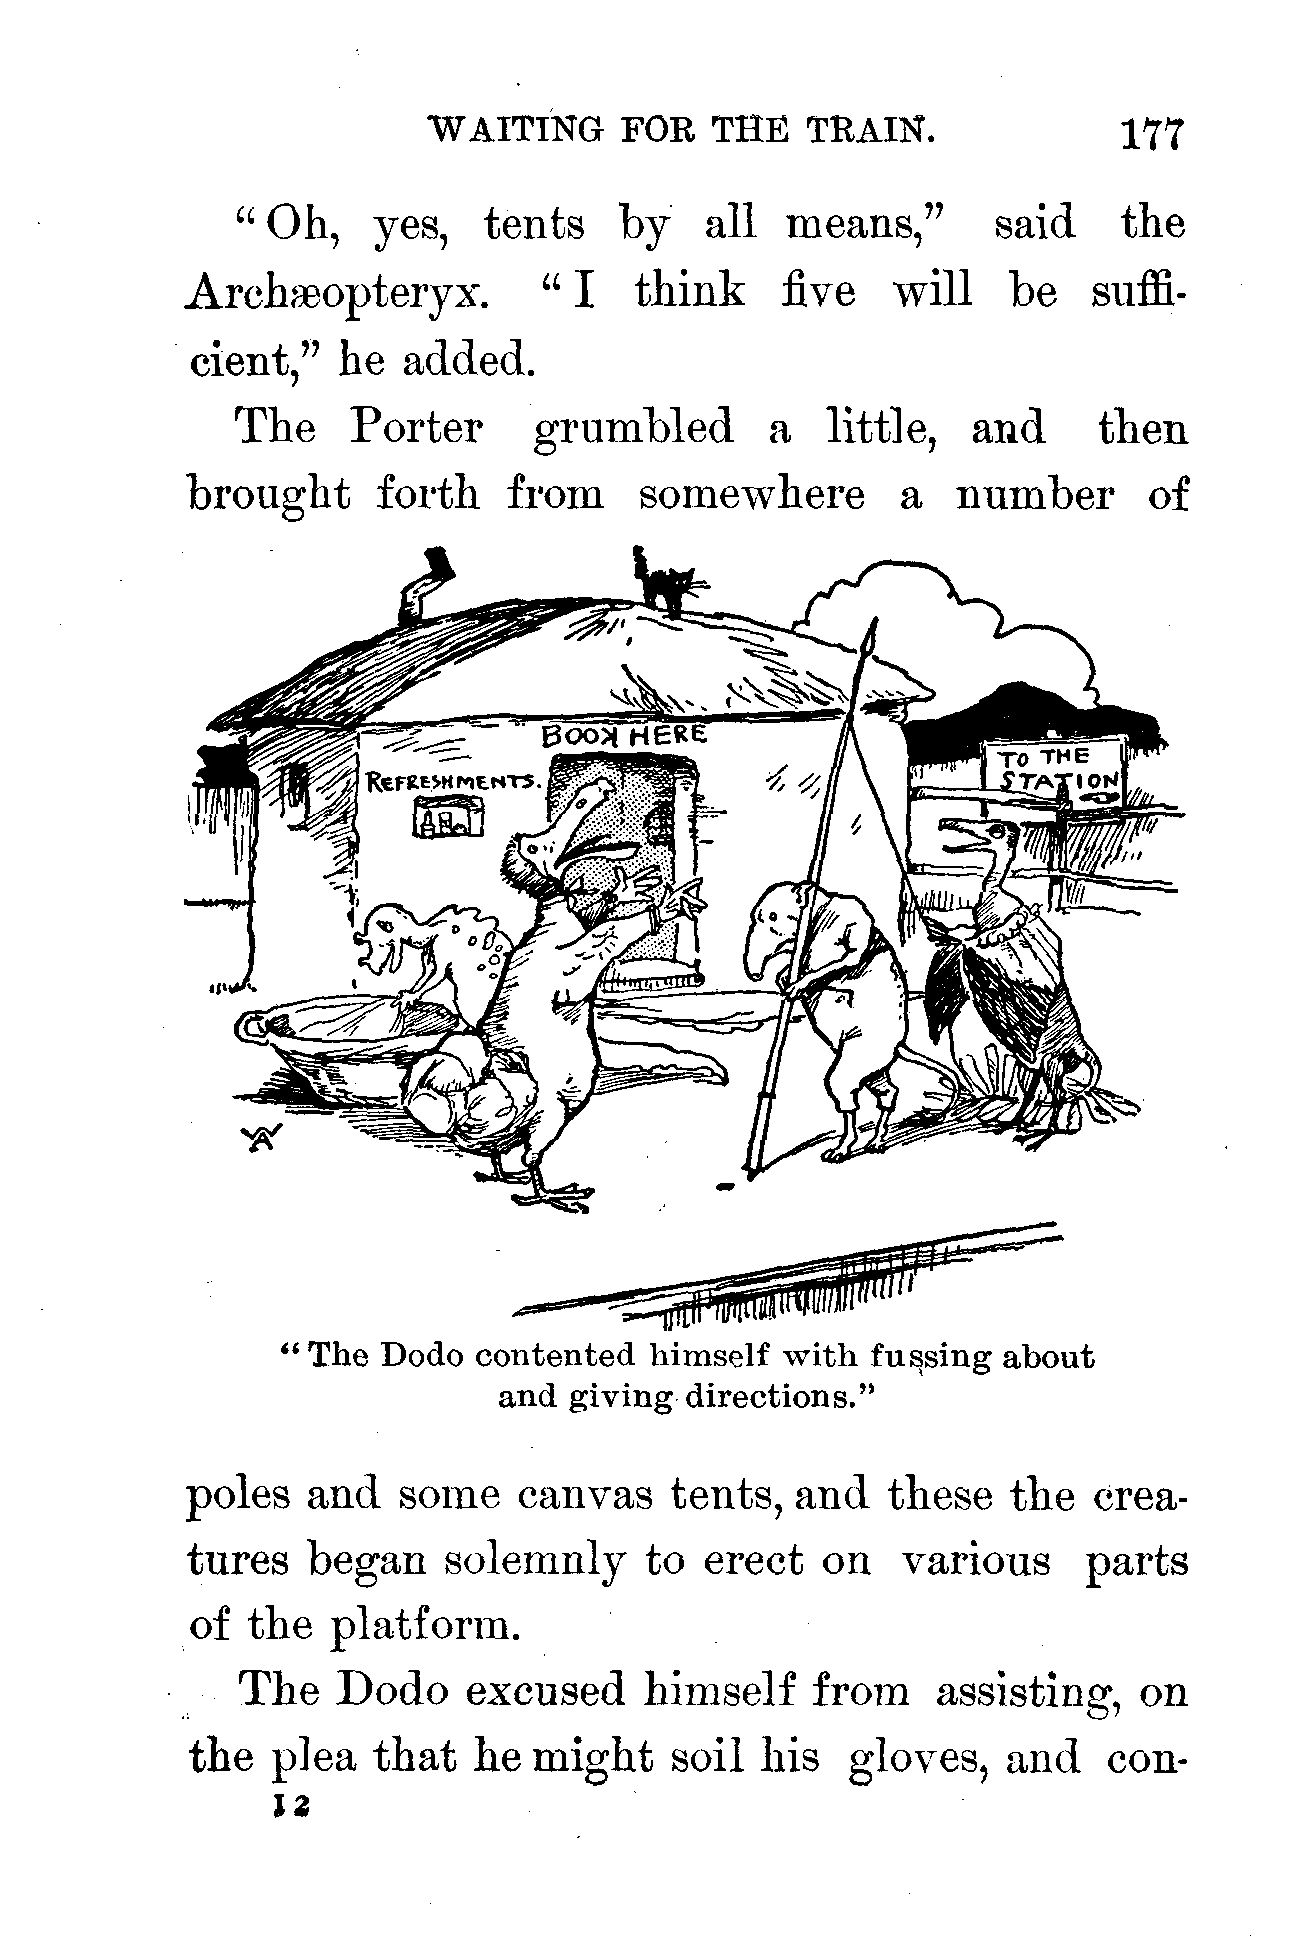 WAITING FOR THE TRAIN. 177
“Oh, yes, tents by all means,” said the
Archæopteryx. “I think five will be suffi-
cient,” he added.
The Porter grumbled a little, and then
brought forth from somewhere a number of
BOOK HERE
REFRESHMENTS.
TO THE
STATION
WA
“The Dodo contented himself with fussing about
and giving directions.”
poles and some canvas tents, and these the crea-
tures began solemnly to erect on various parts
of the platform.
The Dodo excused himself from assisting, on
the plea that he might soil his gloves, and con-
12